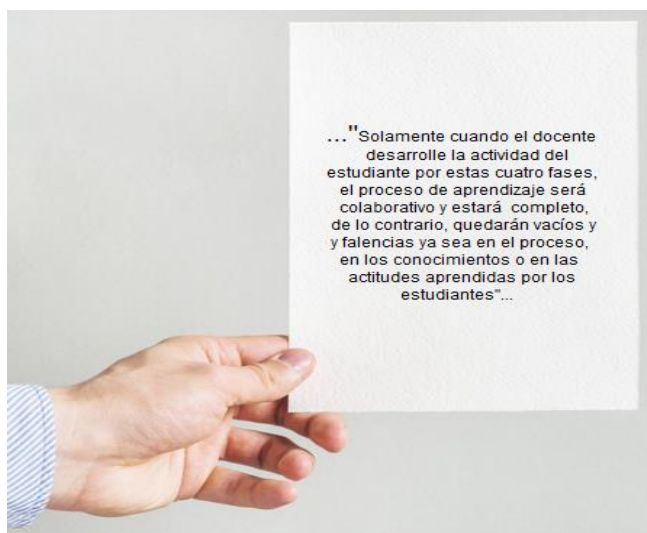 ..."Solamente cuando el docente
desarrolle la actividad del
estudiante por estas cuatro fases,
el proceso de aprendizaje será
colaborativo y estará completo,
de lo contrario, quedarán vacíos y
y falencias ya sea en el proceso,
en los conocimientos o en las
actitudes aprendidas por los
estudiantes"...